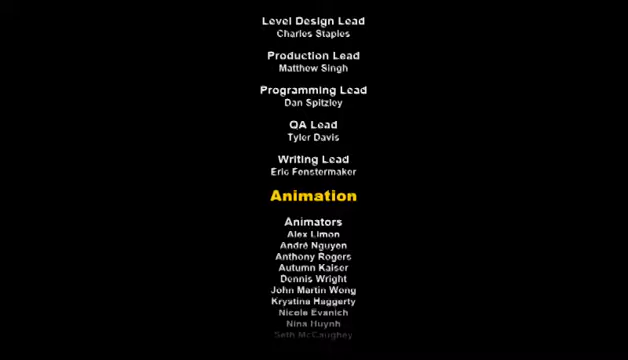 Level Design Lead
Charles Staples
Production Lead
Matthew Singh
Programming Lead
Dan Spitzley
QA Lead
Tyler Davis
Writing Lead
Eric Fenstermaker
Animation
Animators
Alex Limon
André Nguyen
Anthony Rogers
Autumn Kaiser
Dennis Wright
John Martin Wong
Krystina Haggerty
Nicole Evanich
Nina Huynh
Seth McCaughey